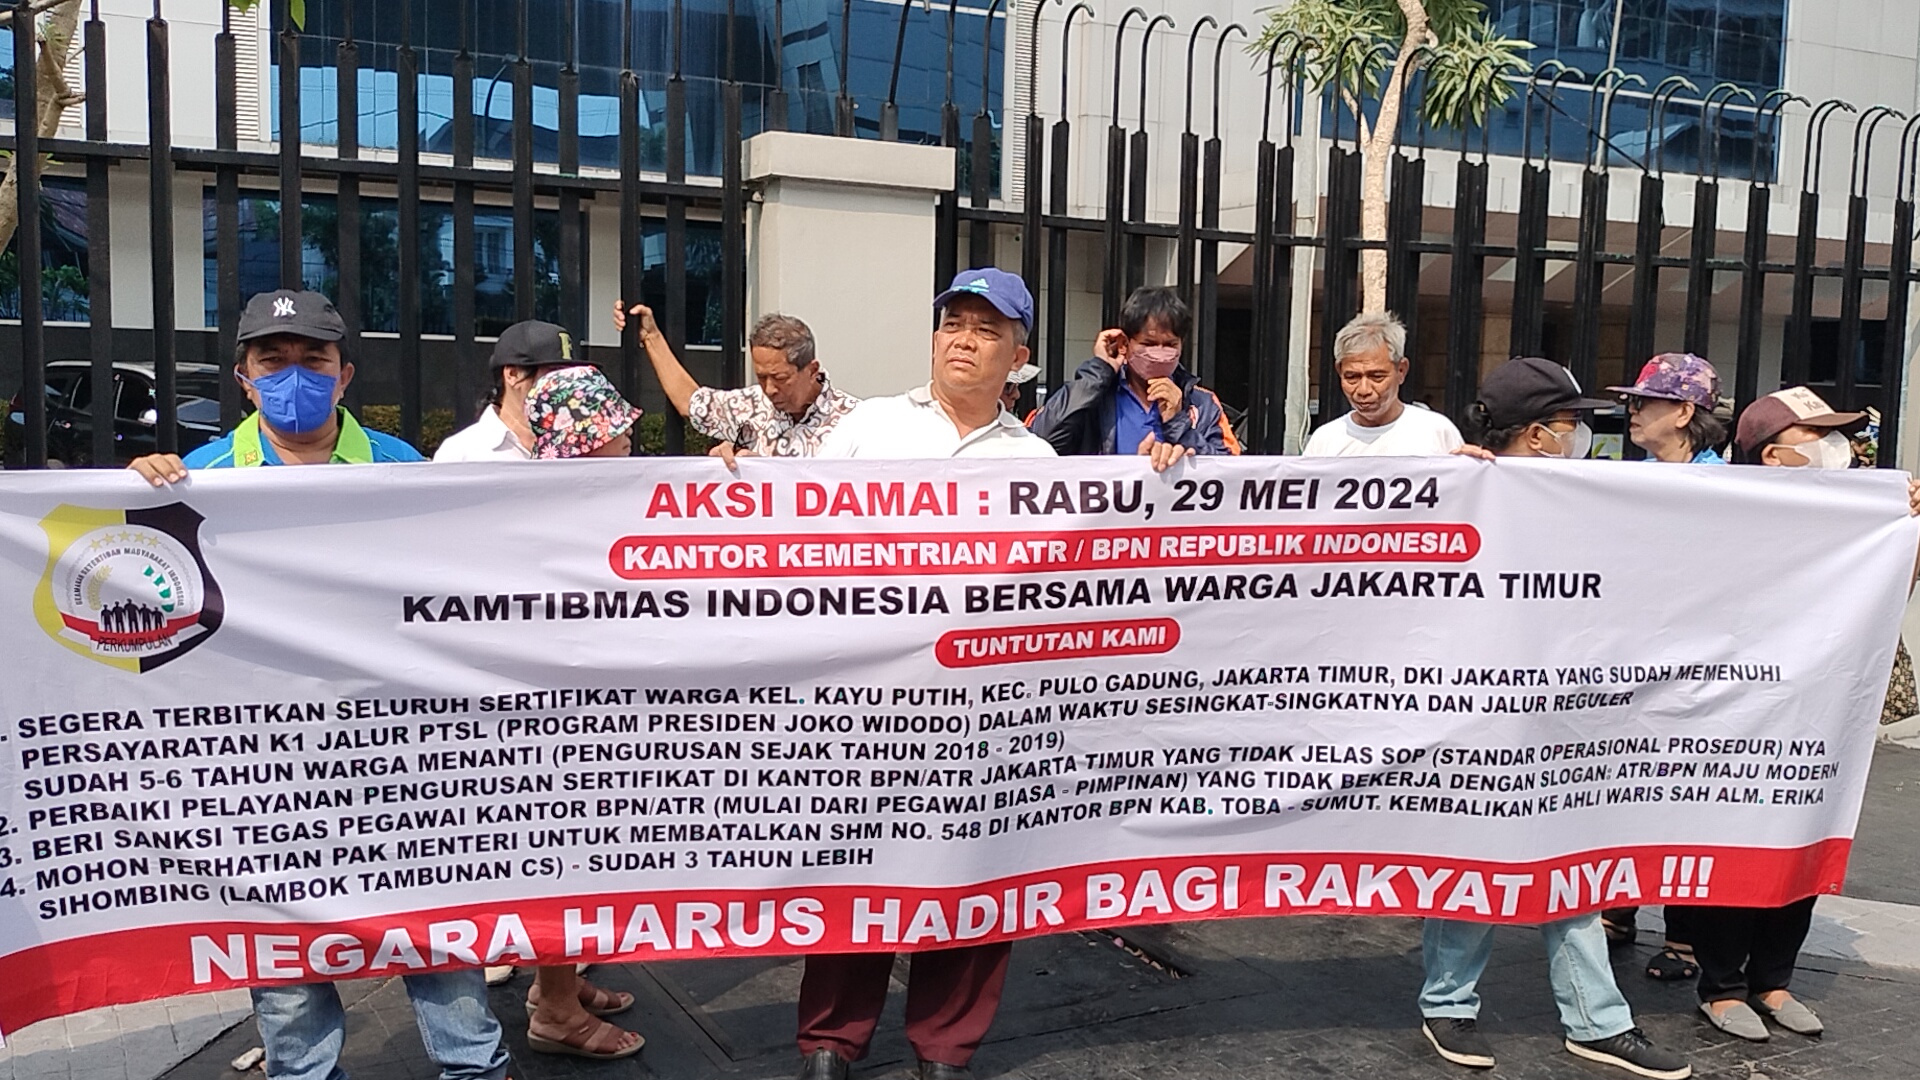 AKSI DAMAI : RABU, 29 MEI 2024
KANTOR KEMENTRIAN ATR / BPN REPUBLIK INDONESIA
KAMTIBMAS INDONESIA BERSAMA WARGA JAKARTA TIMUR
TUNTUTAN KAMI
KEAMANAN KETERTIBAN MASYARAKAT INDONESIA
PERKUMPULAN
. SEGERA TERBITKAN SELURUH SERTIFIKAT WARGA KEL. KAYU PUTIH, KEC. PULO GADUNG, JAKARTA TIMUR, DKI JAKARTA YANG SUDAH MEMENUHI
PERSAYARATAN K1 JALUR PTSL (PROGRAM PRESIDEN JOKO WIDODO) DALAM WAKTU SESINGKAT-SINGKATNYA DAN JALUR REGULER
SUDAH 5-6 TAHUN WARGA MENANTI (PENGURUSAN SEJAK TAHUN 2018 - 2019)
2. PERBAIKI PELAYANAN PENGURUSAN SERTIFIKAT DI KANTOR BPN/ATR JAKARTA TIMUR YANG TIDAK JELAS SOP (STANDAR OPERASIONAL PROSEDUR) NYA
3. BERI SANKSI TEGAS PEGAWAI KANTOR BPN/ATR (MULAI DARI PEGAWAI BIASA - PIMPINAN) YANG TIDAK BEKERJA DENGAN SLOGAN: ATR/BPN MAJU MODERN
4. MOHON PERHATIAN PAK MENTERI UNTUK MEMBATALKAN SHM NO. 548 DI KANTOR BPN KAB. TOBA - SUMUT. KEMBALIKAN KE AHLI WARIS SAH ALM. ERIKA
SIHOMBING (LAMBOK TAMBUNAN CS) - SUDAH 3 TAHUN LEBIH
NEGARA HARUS HADIR BAGI RAKYAT NYA !!!